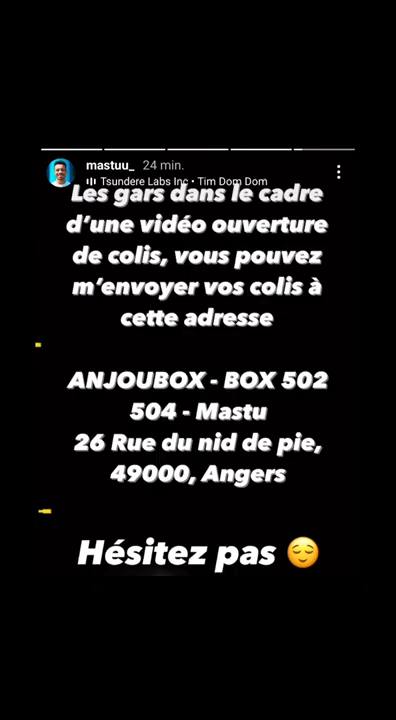 mastuu_ 24 min.
Tsundere Labs Inc • Tim Dom Dom
Les gars dans le cadre
d'une vidéo ouverture
de colis, vous pouvez
m'envoyer vos colis à
cette adresse
ANJOUBOX - BOX 502
504 - Mastu
26 Rue du nid de pie,
49000, Angers
Hésitez pas 😌